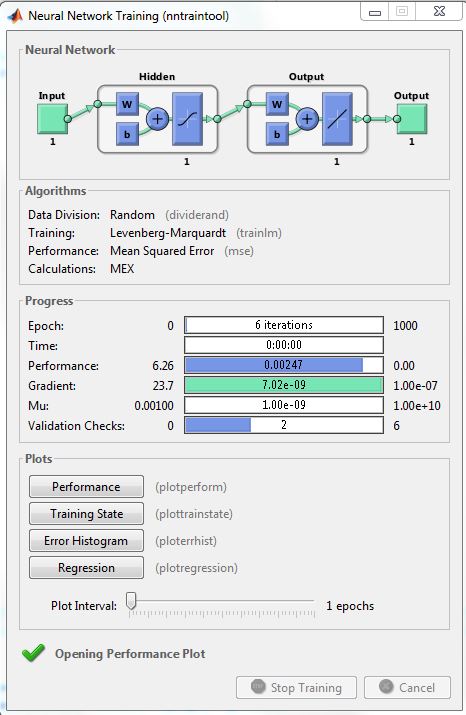 Neural Network Training (nntraintool)
Neural Network
Hidden Output
Input Output
W W
b b
1 1 1 1
Algorithms
Data Division: Random (dividerand)
Training: Levenberg-Marquardt (trainlm)
Performance: Mean Squared Error (mse)
Calculations: MEX
Progress
Epoch: 0 6 iterations 1000
Time: 0:00:00
Performance: 6.26 0.00247 0.00
Gradient: 23.7 7.02e-09 1.00e-07
Mu: 0.00100 1.00e-09 1.00e+10
Validation Checks: 0 2 6
Plots
Performance (plotperform)
Training State (plottrainstate)
Error Histogram (ploterrhist)
Regression (plotregression)
Plot Interval: 1 epochs
Opening Performance Plot
Stop Training Cancel